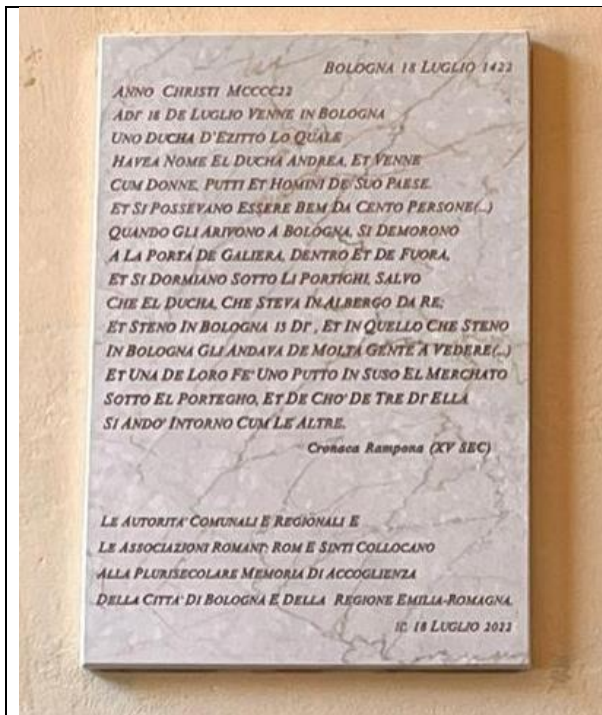 BOLOGNA 18 LUGLIO 1422
ANNO CHRISTI MCCCC22
ADI' 18 DE LUGLIO VENNE IN BOLOGNA
UNO DUCHA D'EZITTO LO QUALE
HAVEA NOME EL DUCHA ANDREA, ET VENNE
CUM DONNE, PUTTI ET HOMINI DE' SUO PAESE.
ET SI POSSEVANO ESSERE BEM DA CENTO PERSONE(...)
QUANDO GLI ARIVONO A BOLOGNA, SI DEMORONO
A LA PORTA DE GALIERA, DENTRO ET DE FUORA,
ET SI DORMIANO SOTTO LI PORTIGHI, SALVO
CHE EL DUCHA, CHE STEVA IN ALBERGO DA RE;
ET STENO IN BOLOGNA 15 DI', ET IN QUELLO CHE STENO
IN BOLOGNA GLI ANDAVA DE MOLTA GENTE A VEDERE(...)
ET UNA DE LORO FE' UNO PUTTO IN SUSO EL MERCHATO
SOTTO EL PORTEGHO, ET DE CHO' DE TRE DI' ELLA
SI ANDO' INTORNO CUM LE ALTRE.
Cronaca Rampona (XV SEC)
LE AUTORITA' COMUNALI E REGIONALI E
LE ASSOCIAZIONI ROMANI', ROM E SINTI COLLOCANO
ALLA PLURISECOLARE MEMORIA DI ACCOGLIENZA
DELLA CITTA' DI BOLOGNA E DELLA REGIONE EMILIA-ROMAGNA.
18 LUGLIO 2022